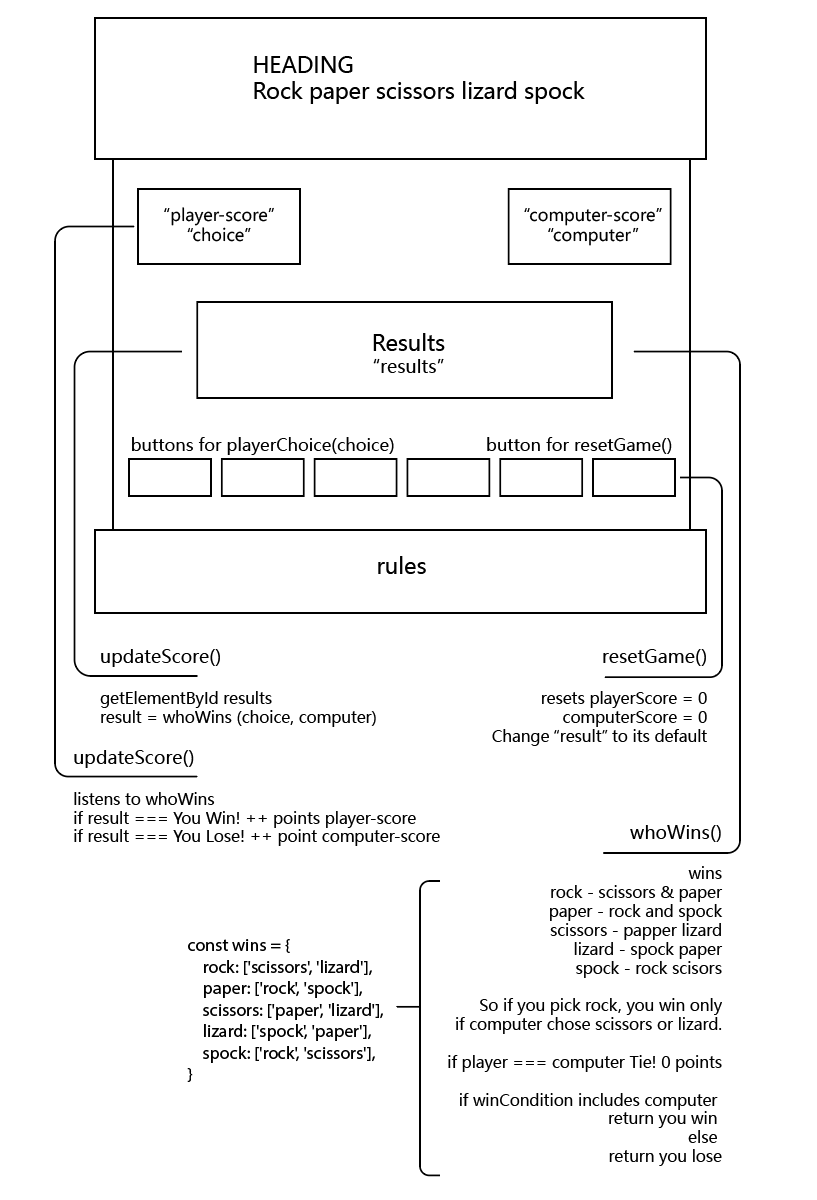 HEADING
Rock paper scissors lizard spock
“player-score”
“choice”
“computer-score”
“computer”
Results
“results”
buttons for playerChoice(choice)
button for resetGame()
rules
updateScore()
getElementById results
result = whoWins (choice, computer)
resetGame()
resets playerScore = 0
computerScore = 0
Change “result” to its default
updateScore()
listens to whoWins
if result === You Win! ++ points player-score
if result === You Lose! ++ point computer-score
whoWins()
wins
rock - scissors & paper
paper - rock and spock
scissors - papper lizard
lizard - spock paper
spock - rock scisors
So if you pick rock, you win only
if computer chose scissors or lizard.
if player === computer Tie! 0 points
if winCondition includes computer
return you win
else
return you lose
const wins = {
rock: ['scissors', 'lizard'],
paper: ['rock', 'spock'],
scissors: ['paper', 'lizard'],
lizard: ['spock', 'paper'],
spock: ['rock', 'scissors'],
}